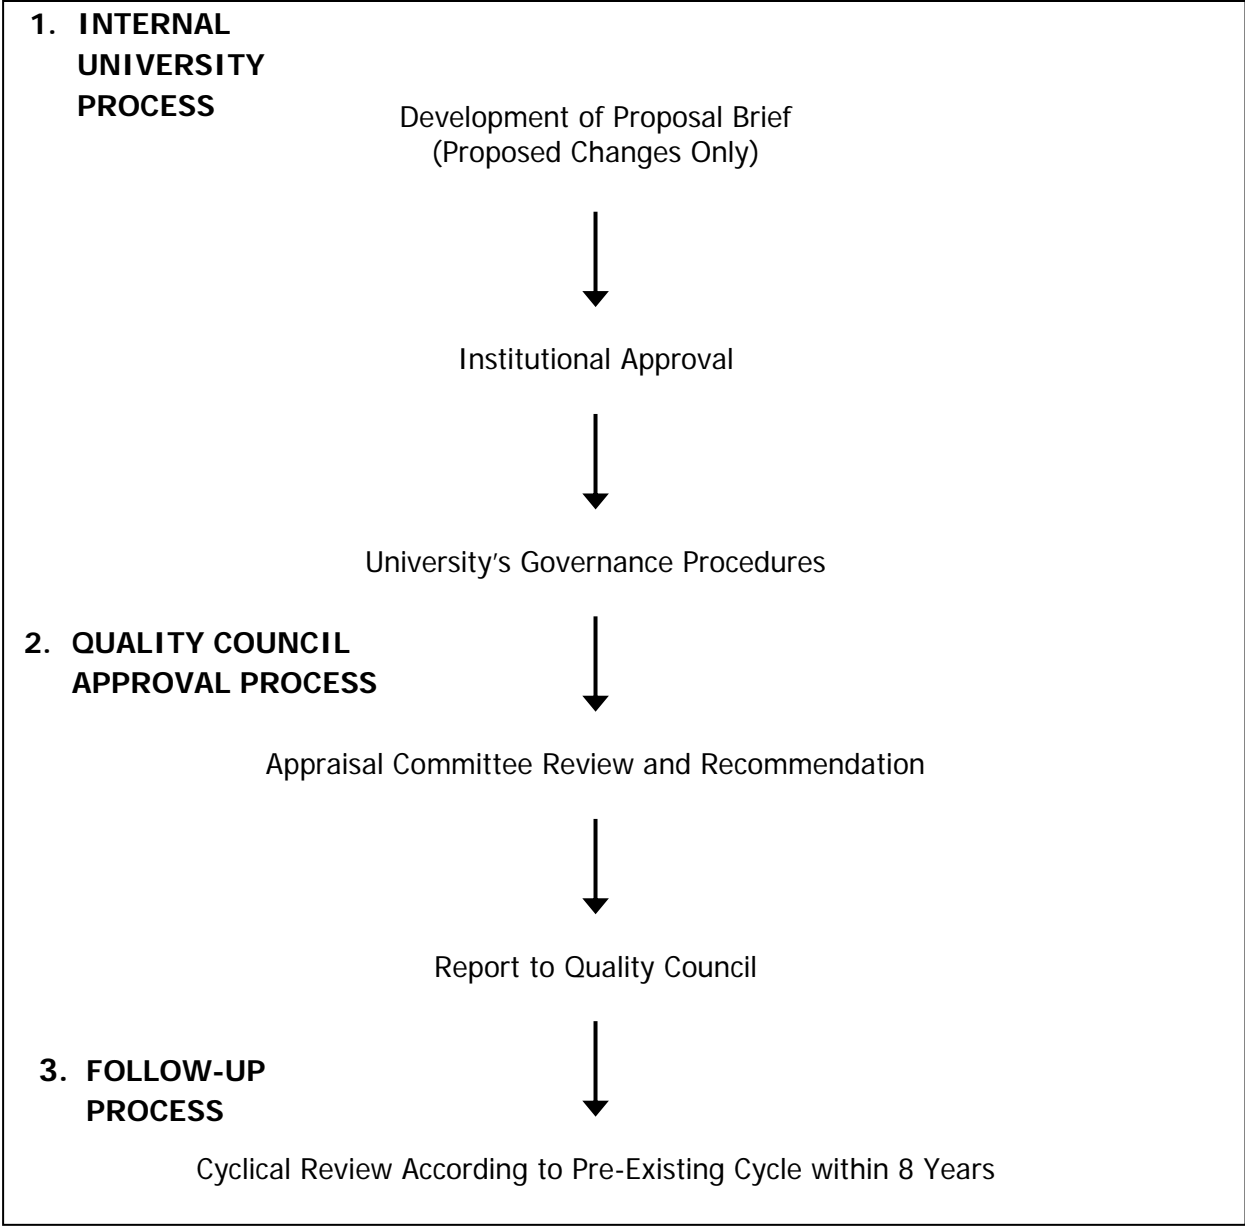 1. INTERNAL
UNIVERSITY
PROCESS
Development of Proposal Brief
(Proposed Changes Only)
Institutional Approval
University's Governance Procedures
2. QUALITY COUNCIL
APPROVAL PROCESS
Appraisal Committee Review and Recommendation
Report to Quality Council
3. FOLLOW-UP
PROCESS
Cyclical Review According to Pre-Existing Cycle within 8 Years